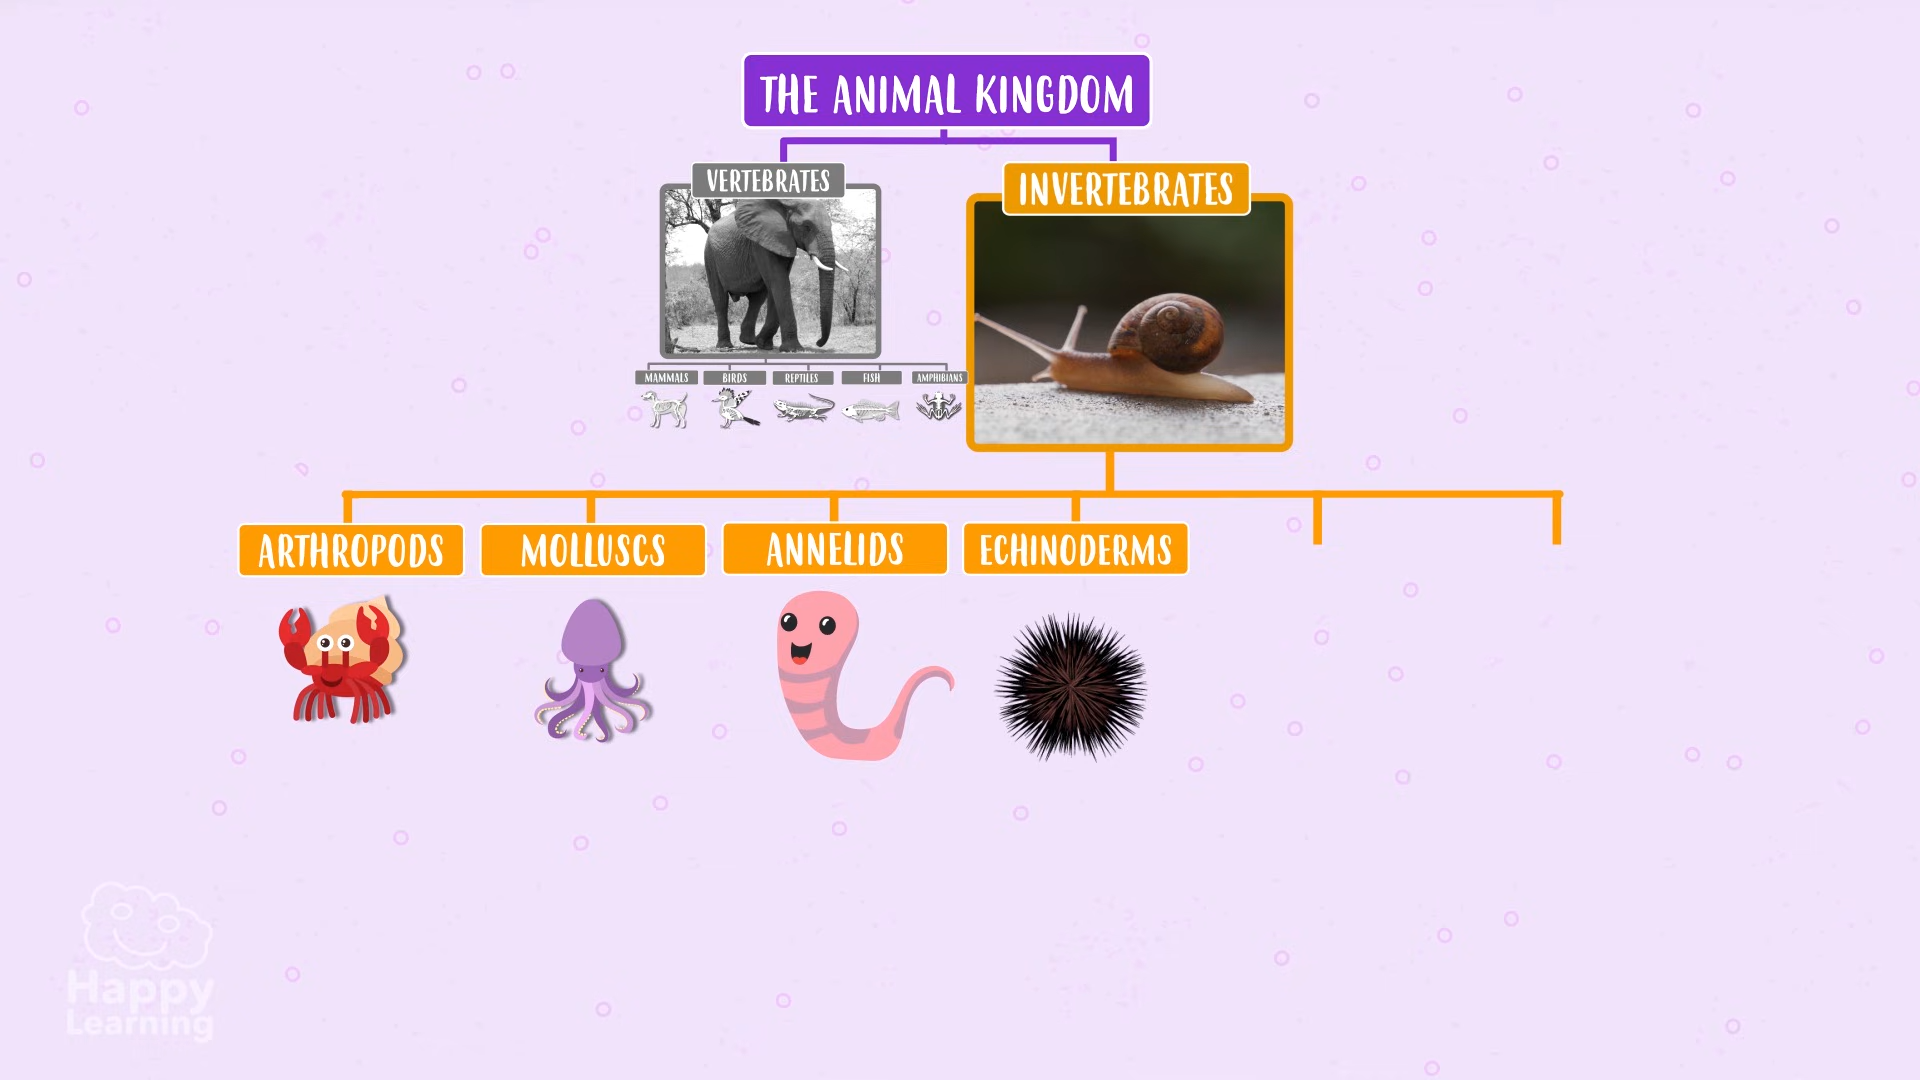 THE ANIMAL KINGDOM
VERTEBRATES
INVERTEBRATES
MAMMALS
BIRDS
REPTILES
FISH
AMPHIBIANS
ARTHROPODS
MOLLUSCS
ANNELIDS
ECHINODERMS
Happy
Learning